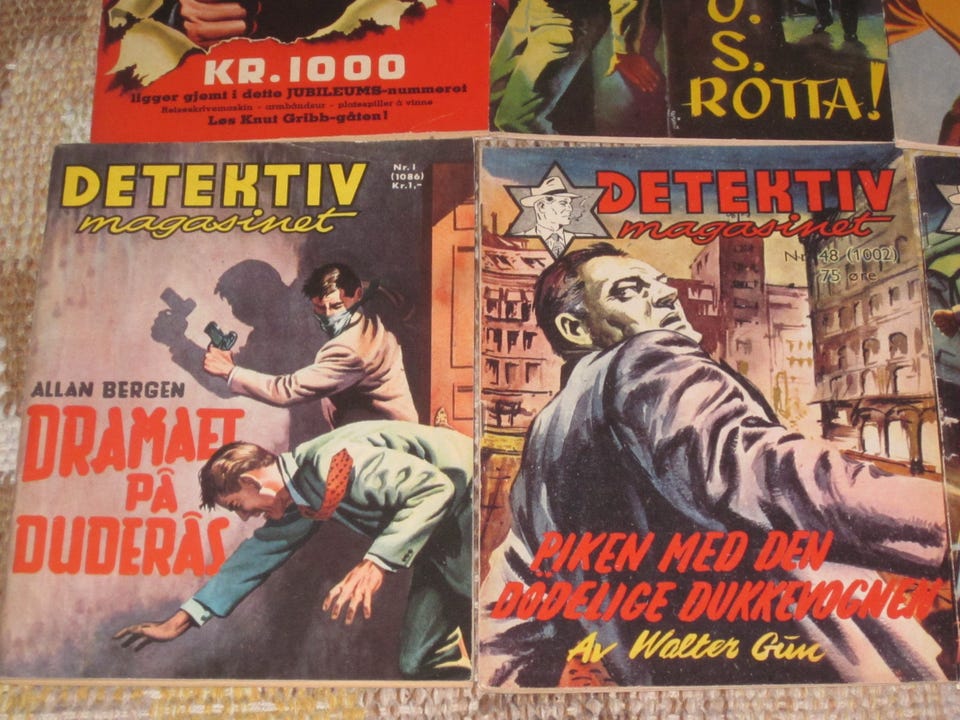 KR. 1000
ligger gjemt i dette JUBILEUMS-nummeret
Reiseskrivemaskin - armbåndsur - platespiller å vinne
Løs Knut Gribb-gåten!
O.
S.
ROTTA!
DETEKTIV
magasinet
Nr. 1
(1086)
Kr. 1,-
ALLAN BERGEN
DRAMAET
PÅ
DUDERÅS
DETEKTIV
magasinet
Nr. 48 (1002)
75 øre
PIKEN MED DEN
DØDELIGE DUKKEVOGNEN
Av Walter Gün